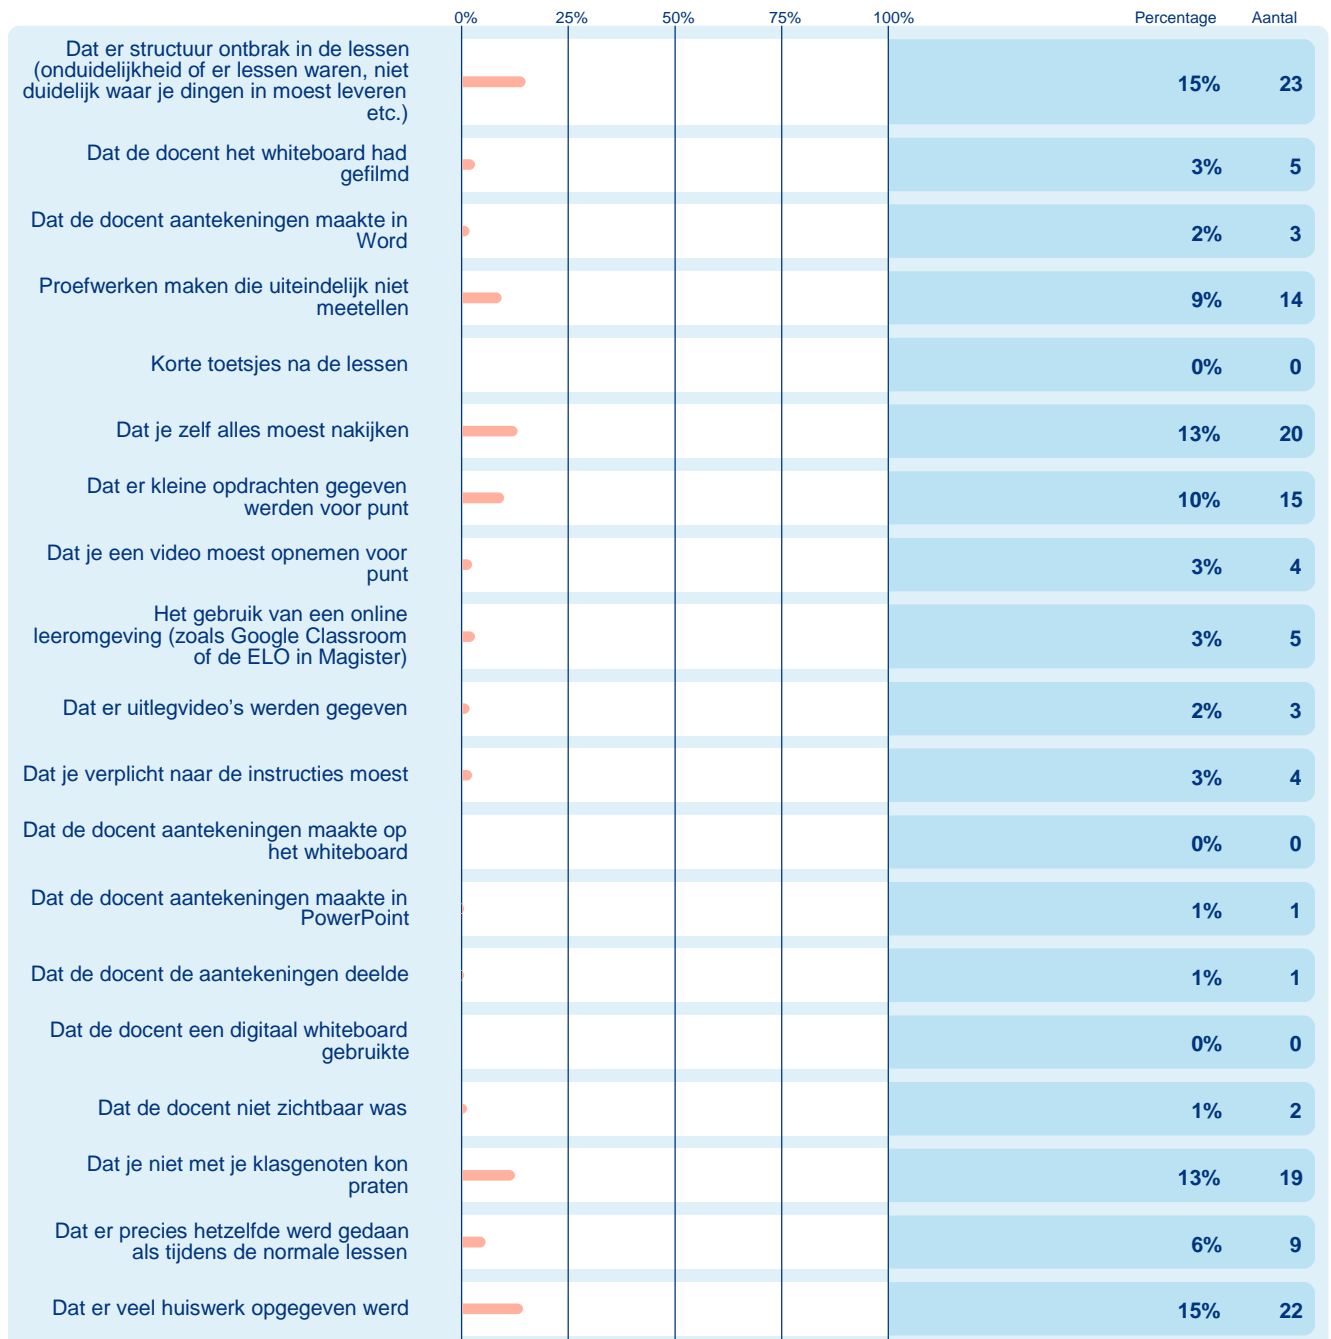 0% 25% 50% 75% 100% Percentage Aantal
Dat er structuur ontbrak in de lessen
(onduidelijkheid of er lessen waren, niet
duidelijk waar je dingen in moest leveren
etc.)
15% 23
Dat de docent het whiteboard had
gefilmd
3% 5
Dat de docent aantekeningen maakte in
Word
2% 3
Proefwerken maken die uiteindelijk niet
meetellen
9% 14
Korte toetsjes na de lessen
0% 0
Dat je zelf alles moest nakijken
13% 20
Dat er kleine opdrachten gegeven
werden voor punt
10% 15
Dat je een video moest opnemen voor
punt
3% 4
Het gebruik van een online
leeromgeving (zoals Google Classroom
of de ELO in Magister)
3% 5
Dat er uitlegvideo’s werden gegeven
2% 3
Dat je verplicht naar de instructies moest
3% 4
Dat de docent aantekeningen maakte op
het whiteboard
0% 0
Dat de docent aantekeningen maakte in
PowerPoint
1% 1
Dat de docent de aantekeningen deelde
1% 1
Dat de docent een digitaal whiteboard
gebruikte
0% 0
Dat de docent niet zichtbaar was
1% 2
Dat je niet met je klasgenoten kon
praten
13% 19
Dat er precies hetzelfde werd gedaan
als tijdens de normale lessen
6% 9
Dat er veel huiswerk opgegeven werd
15% 22